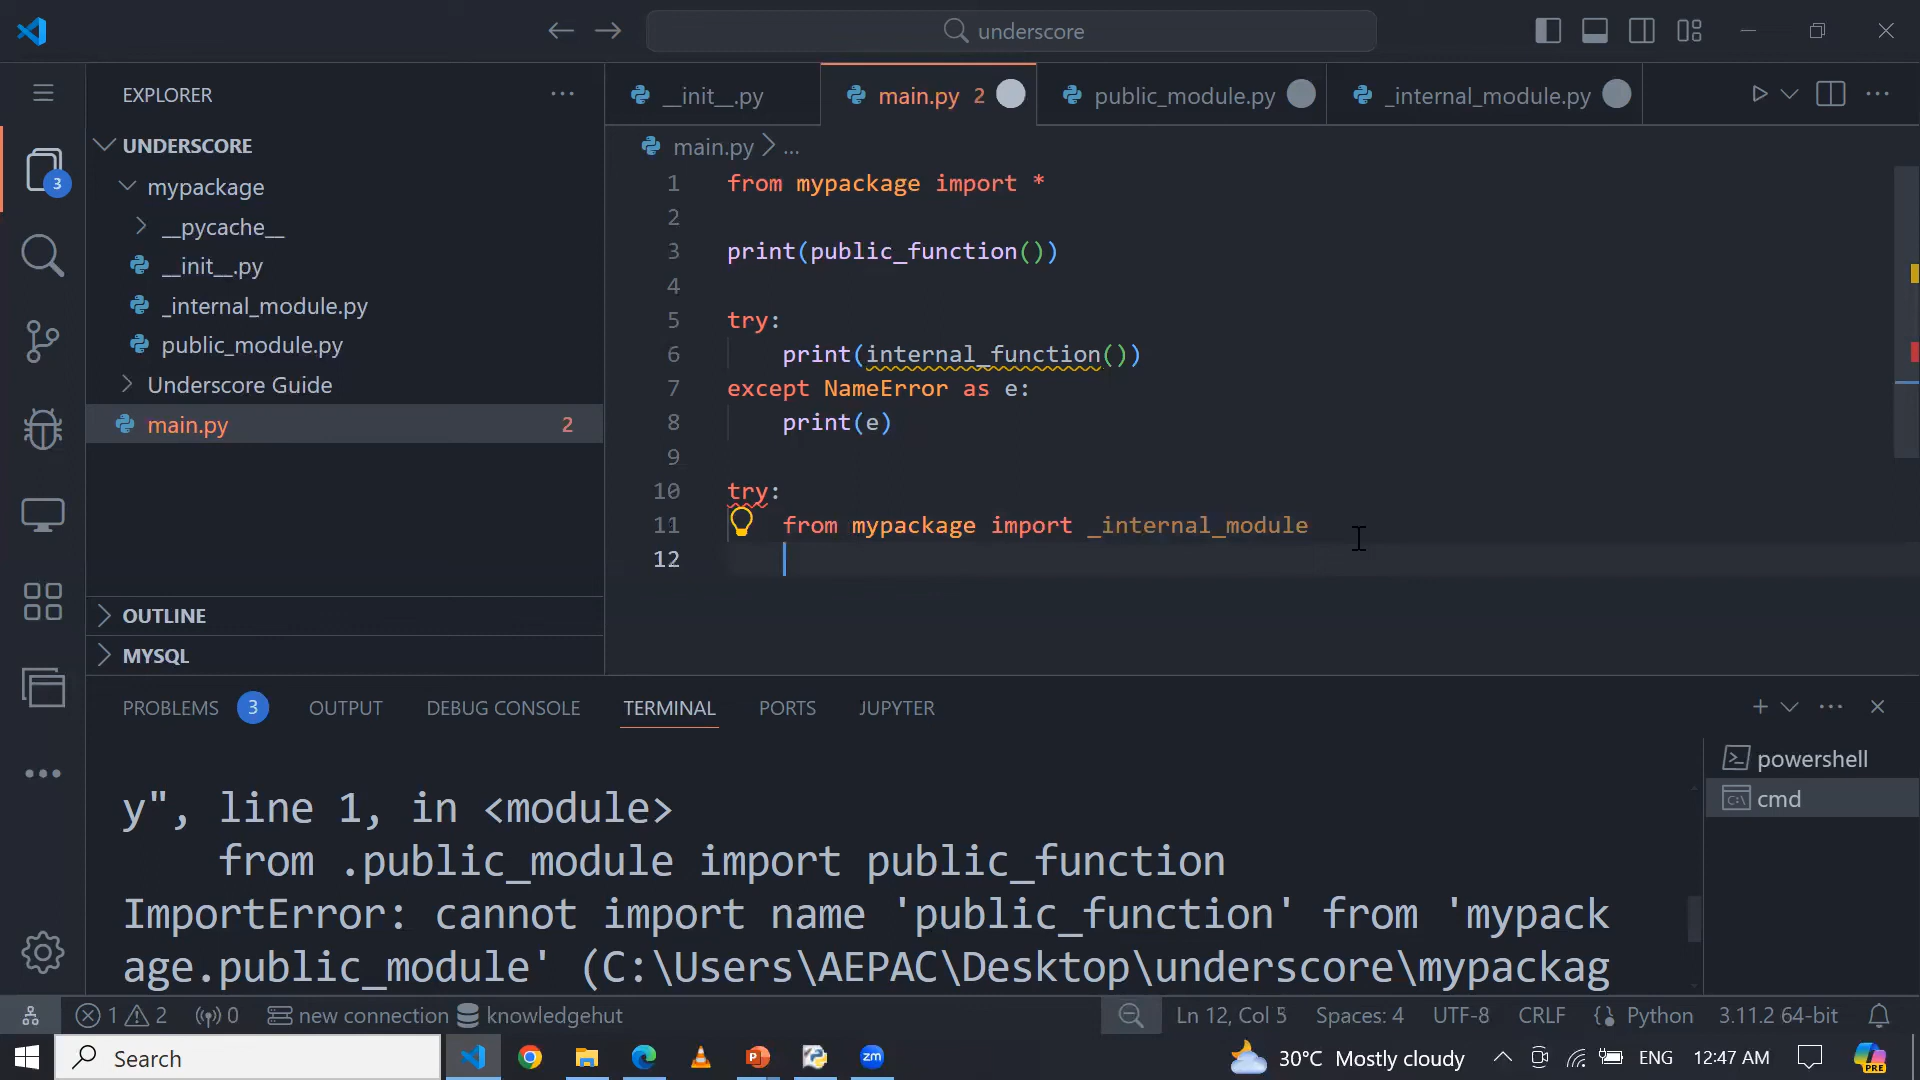 underscore
EXPLORER
UNDERSCORE
mypackage
__pycache__
__init__.py
_internal_module.py
public_module.py
Underscore Guide
main.py 2
OUTLINE
MYSQL
3
__init__.py
main.py 2
public_module.py
_internal_module.py
main.py > ...
1 from mypackage import *
2
3 print(public_function())
4
5 try:
6 print(internal_function())
7 except NameError as e:
8 print(e)
9
10 try:
11 from mypackage import _internal_module
12
PROBLEMS 3 OUTPUT DEBUG CONSOLE TERMINAL PORTS JUPYTER
y", line 1, in <module>
from .public_module import public_function
ImportError: cannot import name 'public_function' from 'mypack
age.public_module' (C:\Users\AEPAC\Desktop\underscore\mypackag
powershell
cmd
1 2 0 new connection knowledgehut
Ln 12, Col 5 Spaces: 4 UTF-8 CRLF Python 3.11.2 64-bit
Search
zm
30°C Mostly cloudy ENG 12:47 AM
PRE